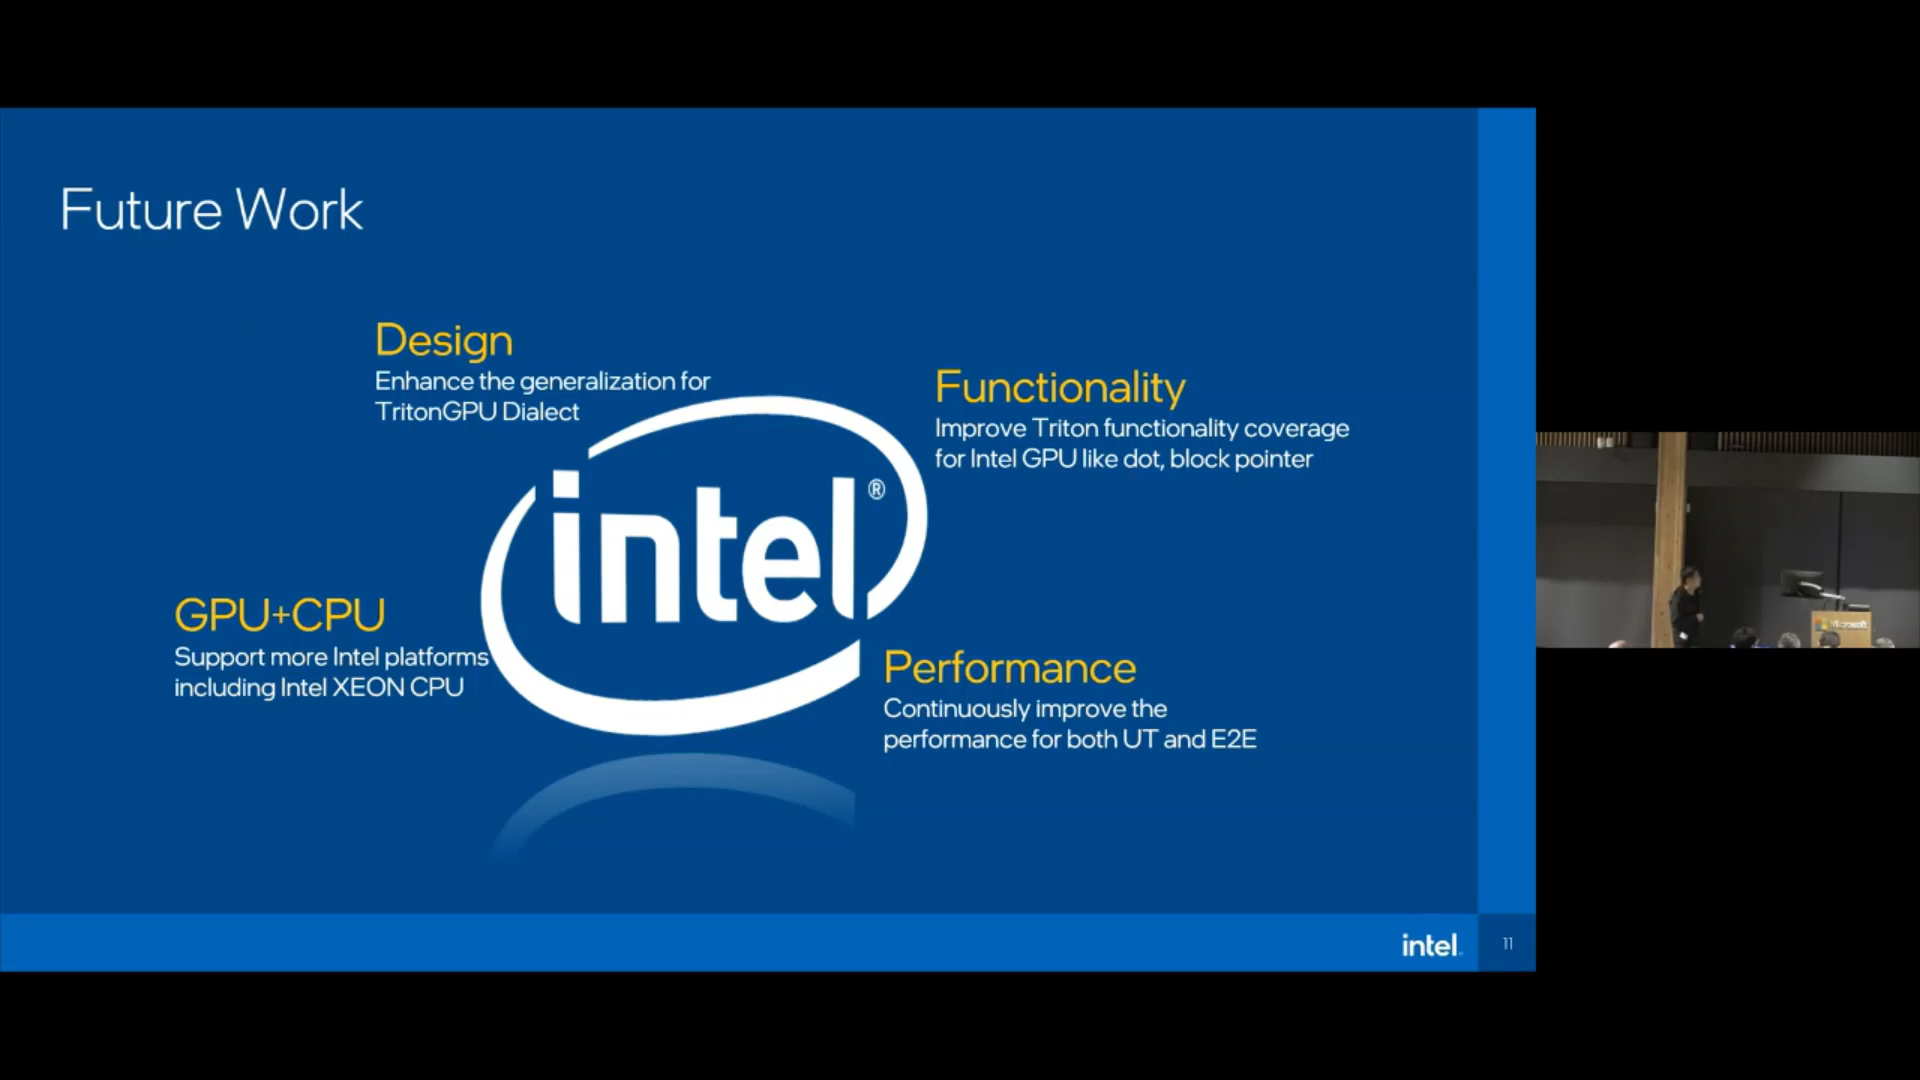 Future Work
Design
Enhance the generalization for
TritonGPU Dialect
Functionality
Improve Triton functionality coverage
for Intel GPU like dot, block pointer
intel®
GPU+CPU
Support more Intel platforms
including Intel XEON CPU
Performance
Continuously improve the
performance for both UT and E2E
intel.
11
Microsoft